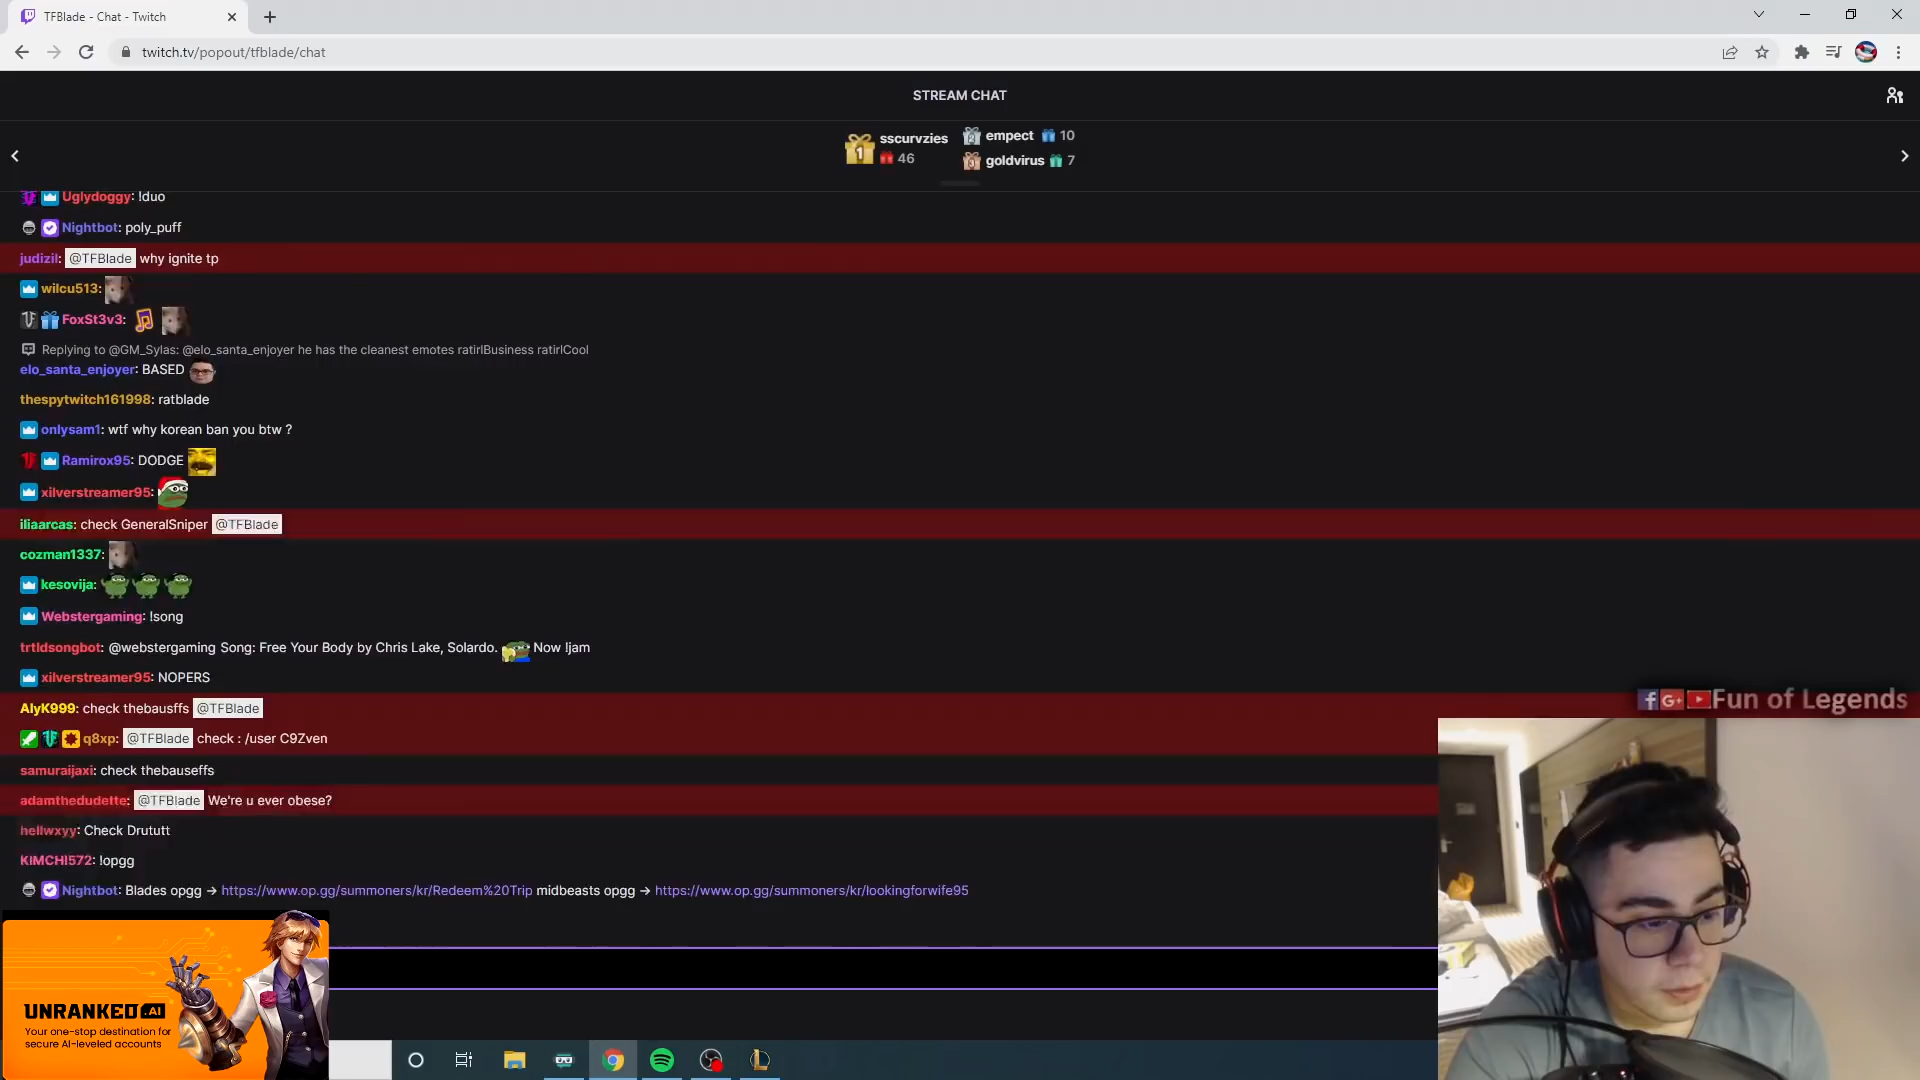 TFBlade - Chat - Twitch
twitch.tv/popout/tfblade/chat
STREAM CHAT
1 sscurvzies 46
2 empect 10
3 goldvirus 7
Uglydoggy: !duo
Nightbot: poly_puff
judizil: @TFBlade why ignite tp
wilcu513:
FoxSt3v3:
Replying to @GM_Sylas: @elo_santa_enjoyer he has the cleanest emotes ratirlBusiness ratirlCool
elo_santa_enjoyer: BASED
thespytwitch161998: ratblade
onlysam1: wtf why korean ban you btw ?
Ramirox95: DODGE
xilverstreamer95:
iliaarcas: check GeneralSniper @TFBlade
cozman1337:
kesovija:
Webstergaming: !song
trtldsongbot: @webstergaming Song: Free Your Body by Chris Lake, Solardo. Now !jam
xilverstreamer95: NOPERS
AlyK999: check thebausffs @TFBlade
q8xp: @TFBlade check : /user C9Zven
samuraijaxi: check thebauseffs
adamthedudette: @TFBlade We're u ever obese?
hellwxyy: Check Drututt
KIMCHI572: !opgg
Nightbot: Blades opgg → https://www.op.gg/summoners/kr/Redeem%20Trip midbeasts opgg → https://www.op.gg/summoners/kr/lookingforwife95
f G+ Fun of Legends
UNRANKED AI
Your one-stop destination for
secure AI-leveled accounts